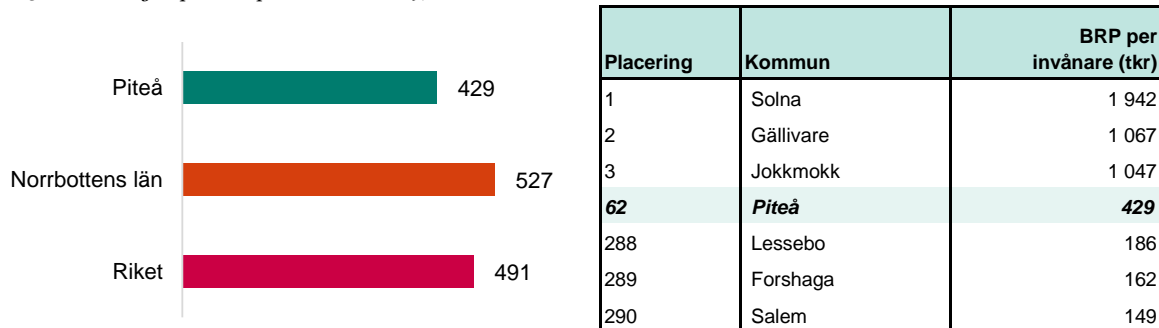 Piteå
429
Norrbottens län
527
Riket
491
Placering Kommun BRP per invånare (tkr)
1 Solna 1 942
2 Gällivare 1 067
3 Jokkmokk 1 047
62 Piteå 429
288 Lessebo 186
289 Forshaga 162
290 Salem 149